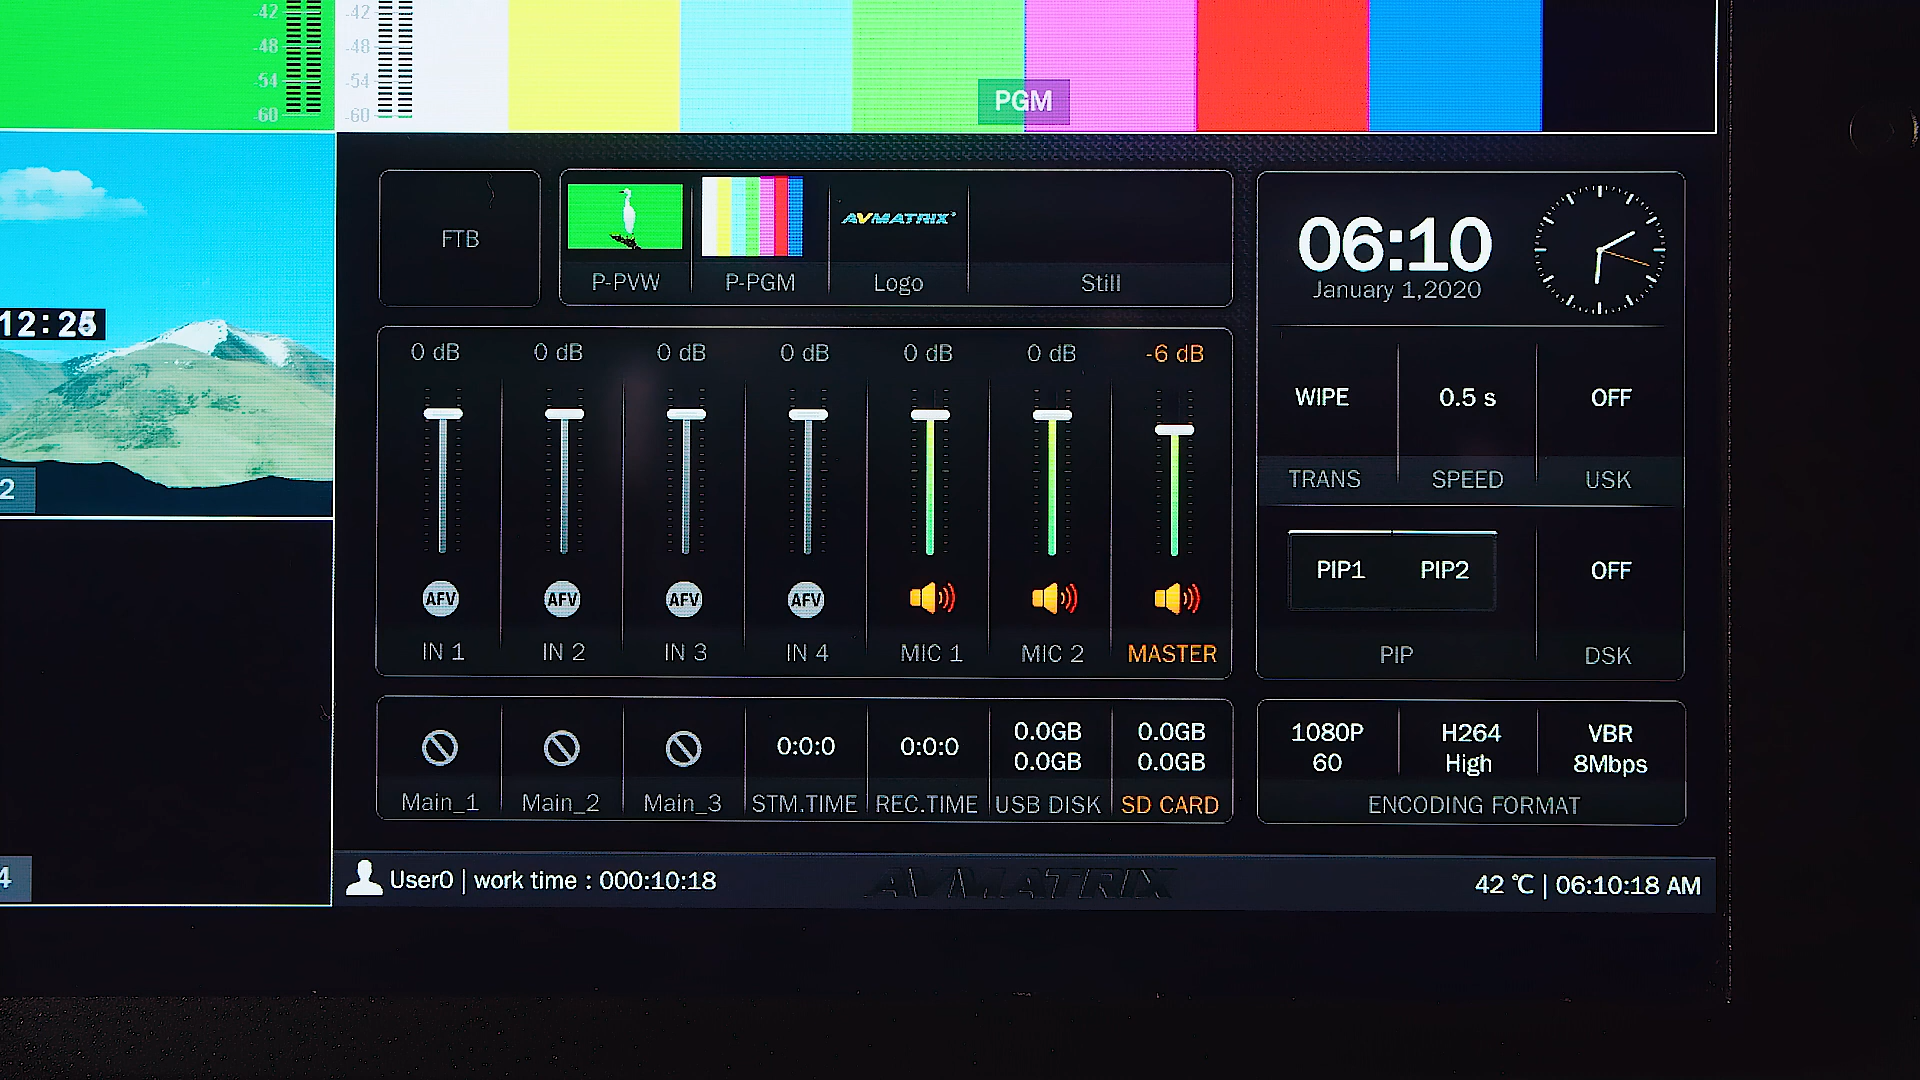 -42
-48
-54
-60
-42
-48
-54
-60
PGM
12:25
2
4
FTB
P-PVW
P-PGM
AVMATRIX
Logo
Still
06:10
January 1,2020
0 dB
0 dB
0 dB
0 dB
0 dB
0 dB
-6 dB
AFV
AFV
AFV
AFV
IN 1
IN 2
IN 3
IN 4
MIC 1
MIC 2
MASTER
WIPE
0.5 s
OFF
TRANS
SPEED
USK
PIP1
PIP2
OFF
PIP
DSK
0:0:0
0:0:0
0.0GB
0.0GB
0.0GB
0.0GB
Main_1
Main_2
Main_3
STM.TIME
REC.TIME
USB DISK
SD CARD
1080P
60
H264
High
VBR
8Mbps
ENCODING FORMAT
User0 | work time : 000:10:18
AVMATRIX
42 ℃ | 06:10:18 AM